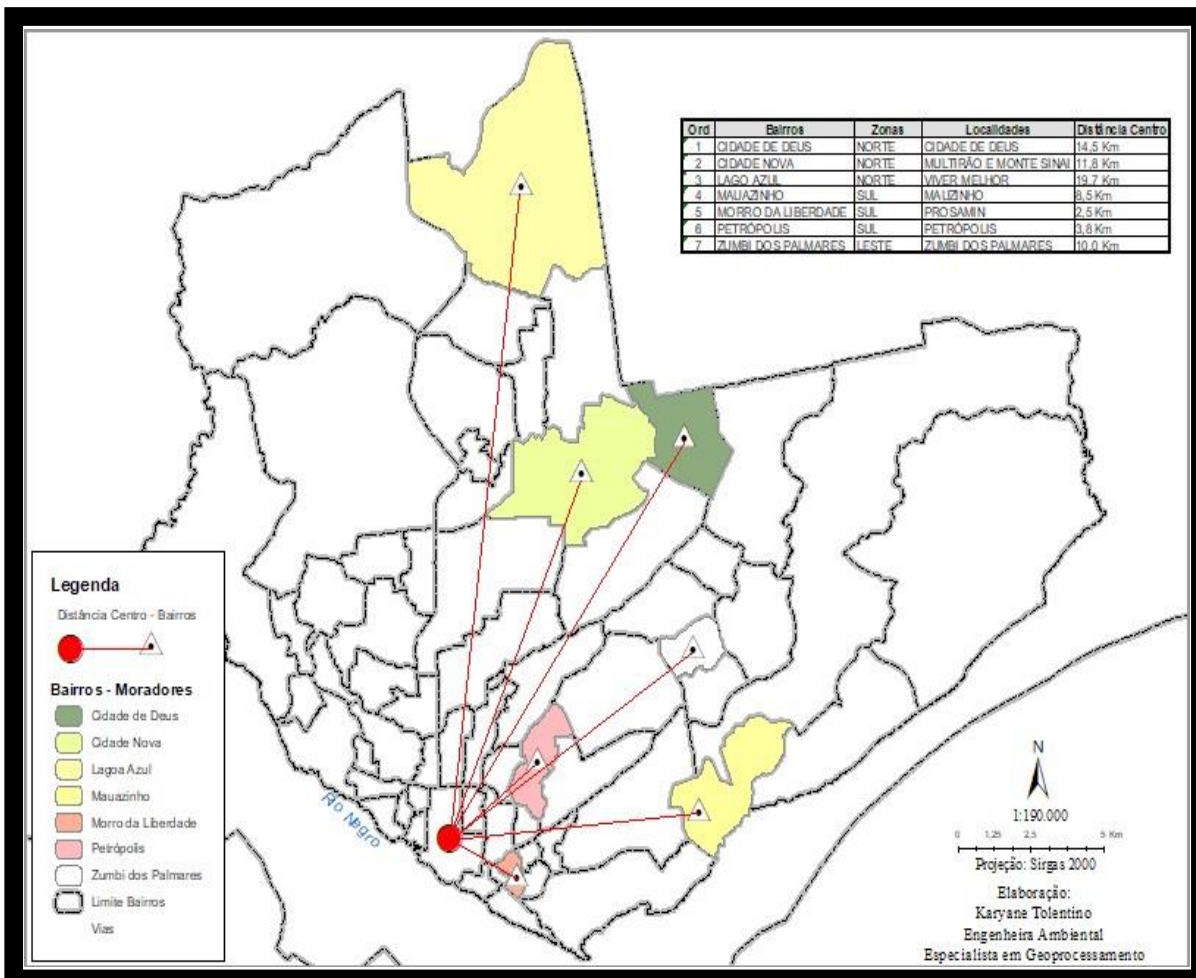 Ord Bairros Zonas Localidades Distância Centro
1 CIDADE DE DEUS NORTE CIDADE DE DEUS 14,5 Km
2 CIDADE NOVA NORTE MULTIRÃO E MONTE SINAI 11,8 Km
3 LAGO AZUL NORTE VIVER MELHOR 19,7 Km
4 MAUAZINHO SUL MAUZINHO 8,5 Km
5 MORRO DA LIBERDADE SUL PROSAMIN 2,5 Km
6 PETRÓPOLIS SUL PETRÓPOLIS 3,8 Km
7 ZUMBI DOS PALMARES LESTE ZUMBI DOS PALMARES 10,0 Km
Legenda
Distância Centro - Bairros
Bairros - Moradores
Cidade de Deus
Cidade Nova
Lagoa Azul
Mauazinho
Morro da Liberdade
Petrópolis
Zumbi dos Palmares
Limite Bairros
Vias
Rio Negro
N
1:190.000
0 1,25 2,5 5 Km
Projeção: Sirgas 2000
Elaboração:
Karyane Tolentino
Engenheira Ambiental
Especialista em Geoprocessamento